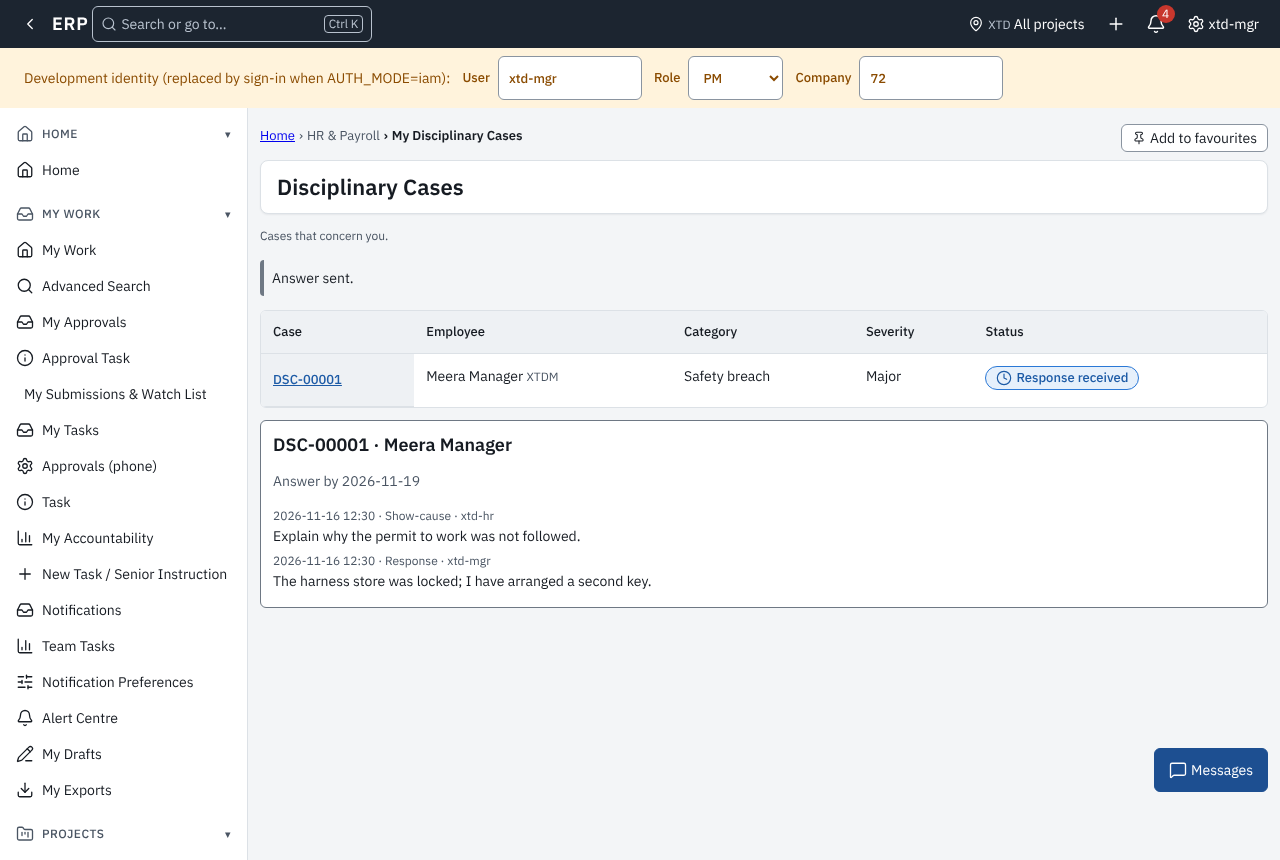 ERP
Search or go to...
Ctrl K
XTD All projects
4
xtd-mgr
Development identity (replaced by sign-in when AUTH_MODE=iam):
User
xtd-mgr
Role
PM
Company
72
HOME
Home
MY WORK
My Work
Advanced Search
My Approvals
Approval Task
My Submissions & Watch List
My Tasks
Approvals (phone)
Task
My Accountability
New Task / Senior Instruction
Notifications
Team Tasks
Notification Preferences
Alert Centre
My Drafts
My Exports
PROJECTS
Home › HR & Payroll › My Disciplinary Cases
Add to favourites
Disciplinary Cases
Cases that concern you.
Answer sent.
Case Employee Category Severity Status
DSC-00001 Meera Manager XTDM Safety breach Major Response received
DSC-00001 · Meera Manager
Answer by 2026-11-19
2026-11-16 12:30 · Show-cause · xtd-hr
Explain why the permit to work was not followed.
2026-11-16 12:30 · Response · xtd-mgr
The harness store was locked; I have arranged a second key.
Messages